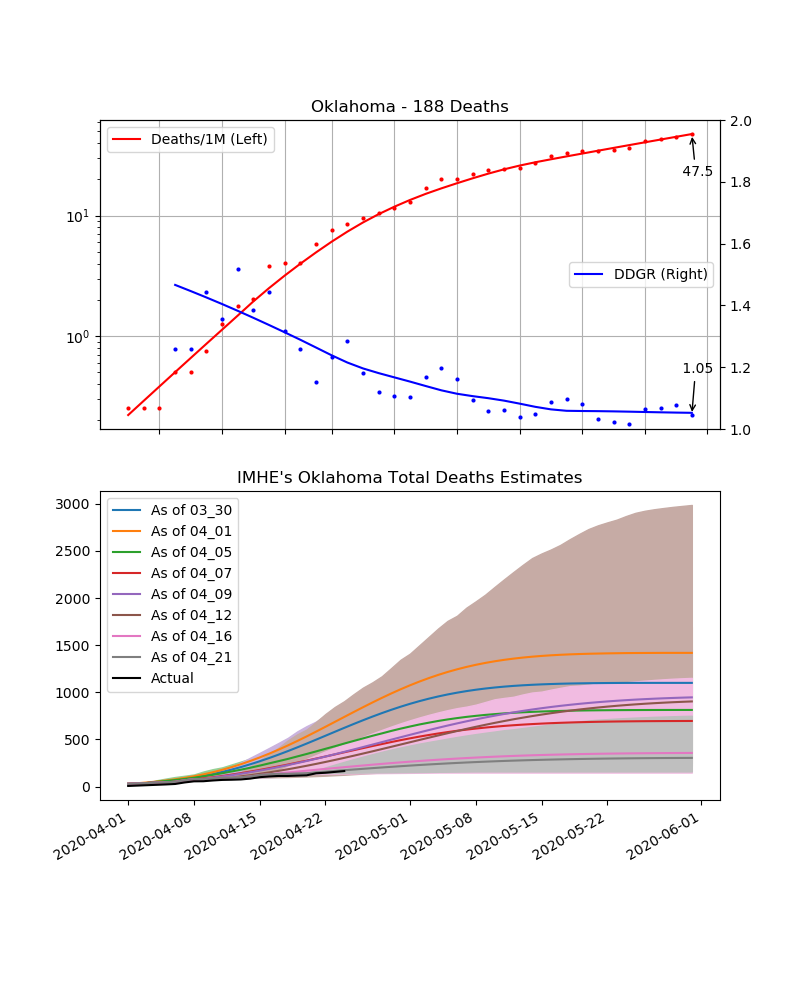 Oklahoma - 188 Deaths
Deaths/1M (Left)
DDGR (Right)
47.5
1.05
10¹
10⁰
2.0
1.8
1.6
1.4
1.2
1.0
IMHE's Oklahoma Total Deaths Estimates
As of 03_30
As of 04_01
As of 04_05
As of 04_07
As of 04_09
As of 04_12
As of 04_16
As of 04_21
Actual
3000
2500
2000
1500
1000
500
0
2020-04-01
2020-04-08
2020-04-15
2020-04-22
2020-05-01
2020-05-08
2020-05-15
2020-05-22
2020-06-01